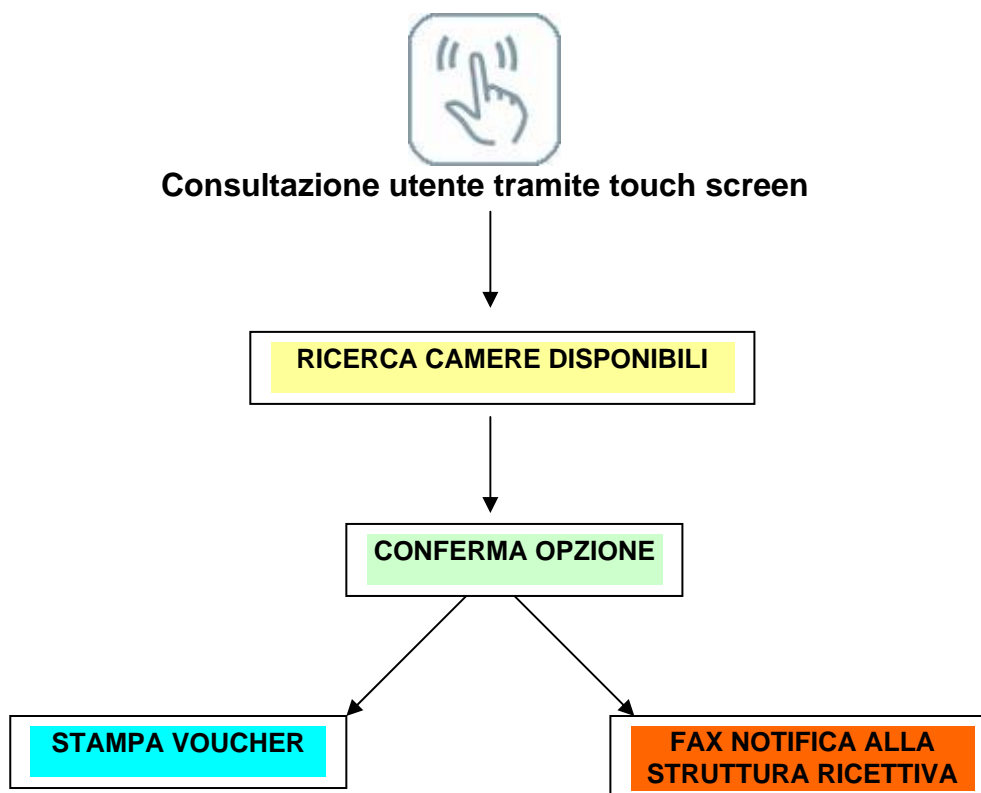 Consultazione utente tramite touch screen
RICERCA CAMERE DISPONIBILI
CONFERMA OPZIONE
STAMPA VOUCHER
FAX NOTIFICA ALLA
STRUTTURA RICETTIVA